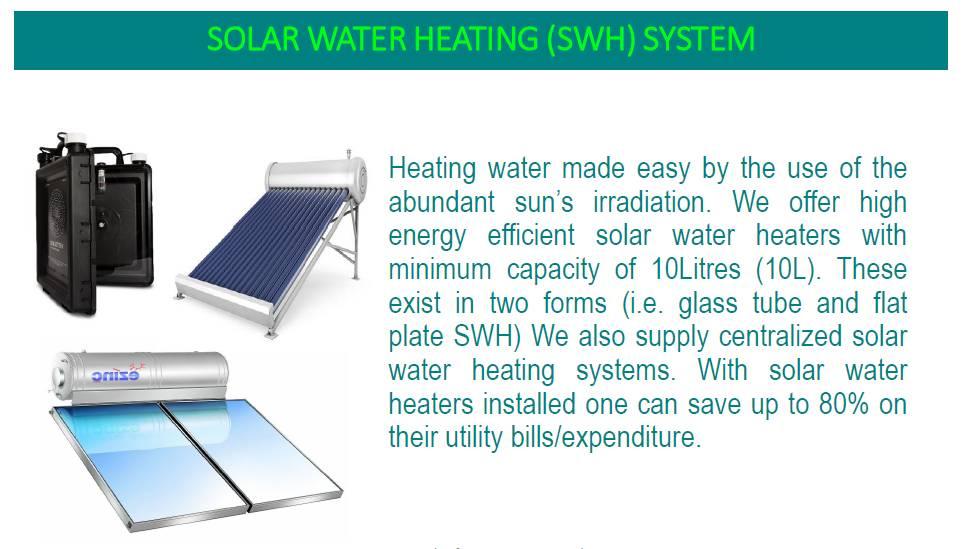 SOLAR WATER HEATING (SWH) SYSTEM
Heating water made easy by the use of the
abundant sun's irradiation. We offer high
energy efficient solar water heaters with
minimum capacity of 10Litres (10L). These
exist in two forms (i.e. glass tube and flat
plate SWH) We also supply centralized solar
water heating systems. With solar water
heaters installed one can save up to 80% on
their utility bills/expenditure.
ezinc